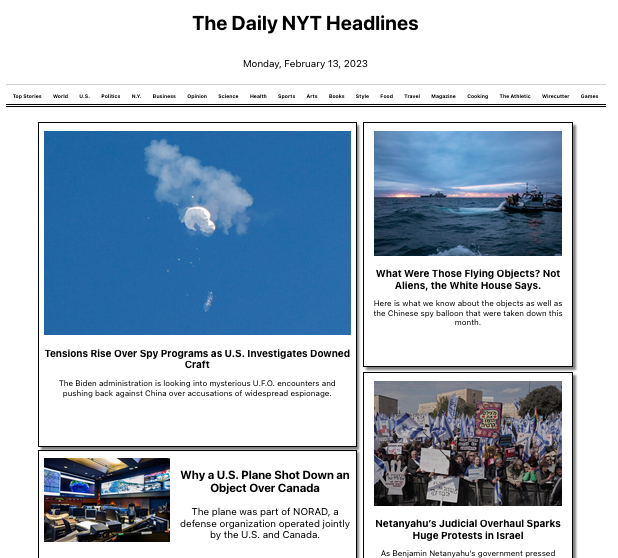 The Daily NYT Headlines
Monday, February 13, 2023
Top Stories World U.S. Politics N.Y. Business Opinion Science Health Sports Arts Books Style Food Travel Magazine Cooking The Athletic Wirecutter Games
Tensions Rise Over Spy Programs as U.S. Investigates Downed
Craft
The Biden administration is looking into mysterious U.F.O. encounters and
pushing back against China over accusations of widespread espionage.
What Were Those Flying Objects? Not
Aliens, the White House Says.
Here is what we know about the objects as well as
the Chinese spy balloon that were taken down this
month.
Why a U.S. Plane Shot Down an
Object Over Canada
The plane was part of NORAD, a
defense organization operated jointly
by the U.S. and Canada.
Netanyahu's Judicial Overhaul Sparks
Huge Protests in Israel
As Benjamin Netanyahu's government pressed